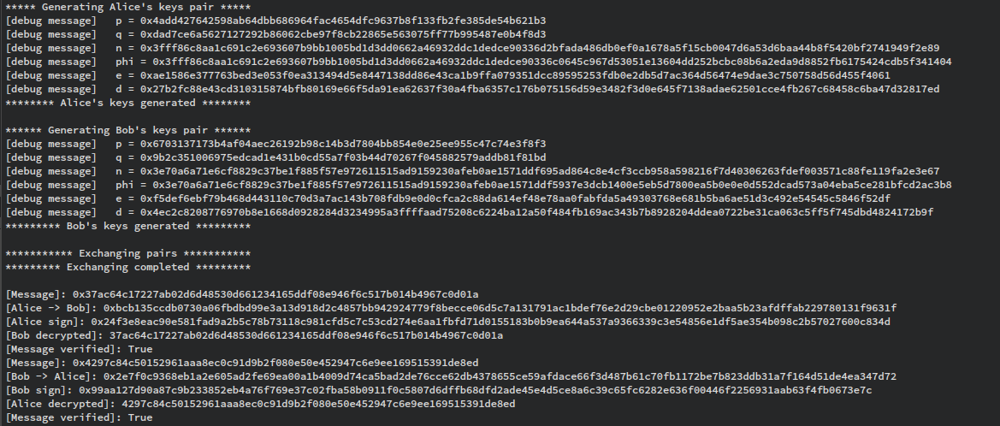 ***** Generating Alice's keys pair *****
[debug message] p = 0x4add427642598ab64dbb686964fac4654dfc9637b8f133fb2fe385de54b621b3
[debug message] q = 0xdad7ce6a5627127292b86062cbe97f8cb22865e563075ff77b995487e0b4f8d3
[debug message] n = 0x3fff86c8aa1c691c2e693607b9bb1005bd1d3dd0662a46932ddc1dedce90336d2bfada486db0ef0a1678a5f15cb0047d6a53d6baa44b8f5420bf2741949f2e89
[debug message] phi = 0x3fff86c8aa1c691c2e693607b9bb1005bd1d3dd0662a46932ddc1dedce90336c0645c967d53051e13604dd252bcbc08b6a2eda9d8852fb6175424cdb5f341404
[debug message] e = 0xae1586e377763bed3e053f0ea313494d5e8447138dd86e43ca1b9ffa079351dcc89595253fdb0e2db5d7ac364d56474e9dae3c750758d56d455f4061
[debug message] d = 0x27b2fc88e43cd310315874bfb80169e66f5da91ea62637f30a4fba6357c176b075156d59e3482f3d0e645f7138adae62501cce4fb267c68458c6ba47d32817ed
******** Alice's keys generated ********
****** Generating Bob's keys pair ******
[debug message] p = 0x6703137173b4af04aec26192b98c14b3d7804bb854e0e25ee955c47c74e3f8f3
[debug message] q = 0x9b2c351006975edcad1e431b0cd55a7f03b44d70267f045882579addb81f81bd
[debug message] n = 0x3e70a6a71e6cf8829c37be1f885f57e972611515ad9159230afeb0ae1571ddf695ad864c8e4cf3ccb958a598216f7d40306263fdef003571c88fe119fa2e3e67
[debug message] phi = 0x3e70a6a71e6cf8829c37be1f885f57e972611515ad9159230afeb0ae1571ddf5937e3dcb1400e5eb5d7800ea5b0e0e0d552dcad573a04eba5ce281bfcd2ac3b8
[debug message] e = 0xf5def6ebf79b468d443110c70d3a7ac143b708fdb9e0d0cfca2c88da614ef48e78aa0fabfda5a49303768e681b5ba6ae51d3c492e54545c5846f52df
[debug message] d = 0x4ec2c8208776970b8e1668d0928284d3234995a3ffffaad75208c6224ba12a50f484fb169ac343b7b8928204ddea0722be31ca063c5ff5f745dbd4824172b9f
********* Bob's keys generated *********
*********** Exchanging pairs ***********
********* Exchanging completed *********
[Message]: 0x37ac64c17227ab02d6d48530d661234165ddf08e946f6c517b014b4967c0d01a
[Alice -> Bob]: 0xbcb135ccdb0730a06fbdbd99e3a13d918d2c4857bb942924779f8becce06d5c7a131791ac1bdef76e2d29cbe01220952e2baa5b23afdffab229780131f9631f
[Alice sign]: 0x24f3e8eac90e581fad9a2b5c78b73118c981cfd5c7c53cd274e6aa1fbfd71d0155183b0b9ea644a537a9366339c3e54856e1df5ae354b098c2b57027600c834d
[Bob decrypted]: 37ac64c17227ab02d6d48530d661234165ddf08e946f6c517b014b4967c0d01a
[Message verified]: True
[Message]: 0x4297c84c50152961aaa8ec0c91d9b2f080e50e452947c6e9ee169515391de8ed
[Bob -> Alice]: 0x2e7f0c9368eb1a2e605ad2fe69ea00a1b4009d74ca5bad2de76cce62db4378655ce59afdace66f3d487b61c70fb1172be7b823ddb31a7f164d51de4ea347d72
[Bob sign]: 0x99aa127d90a87c9b233852eb4a76f769e37c02fba58b0911f0c5807d6dffb68dfd2ade45e4d5ce8a6c39c65fc6282e636f00446f2256931aab63f4fb0673e7c
[Alice decrypted]: 4297c84c50152961aaa8ec0c91d9b2f080e50e452947c6e9ee169515391de8ed
[Message verified]: True